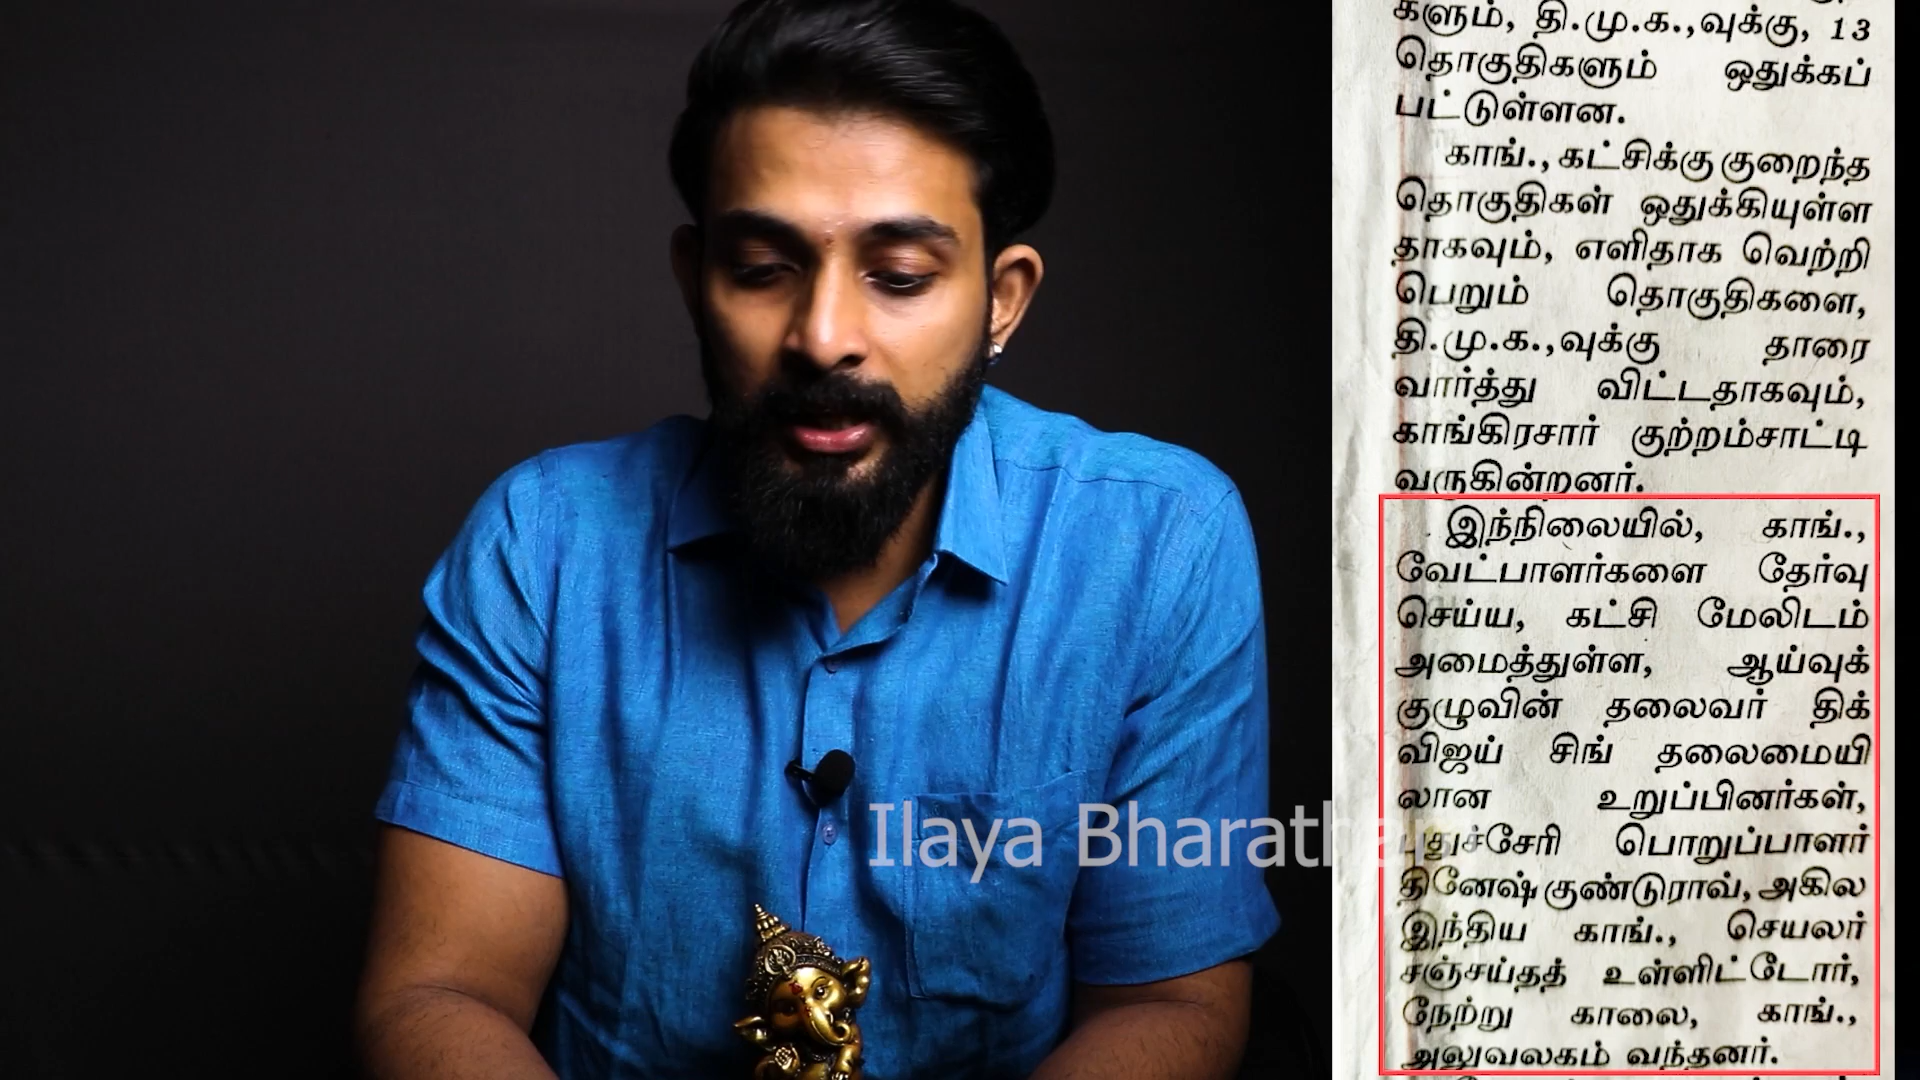 களும், தி.மு.க.,வுக்கு, 13
தொகுதிகளும் ஒதுக்கப்
பட்டுள்ளன.
காங்., கட்சிக்கு குறைந்த
தொகுதிகள் ஒதுக்கியுள்ள
தாகவும், எளிதாக வெற்றி
பெறும் தொகுதிகளை,
தி.மு.க.,வுக்கு தாரை
வார்த்து விட்டதாகவும்,
காங்கிரசார் குற்றம்சாட்டி
வருகின்றனர்.
இந்நிலையில், காங்.,
வேட்பாளர்களை தேர்வு
செய்ய, கட்சி மேலிடம்
அமைத்துள்ள, ஆய்வுக்
குழுவின் தலைவர் திக்
விஜய் சிங் தலைமையி
லான உறுப்பினர்கள்,
புதுச்சேரி பொறுப்பாளர்
தினேஷ் குண்டுராவ், அகில
இந்திய காங்., செயலர்
சஞ்சய்தத் உள்ளிட்டோர்,
நேற்று காலை, காங்.,
அலுவலகம் வந்தனர்.
Ilaya Bharathan